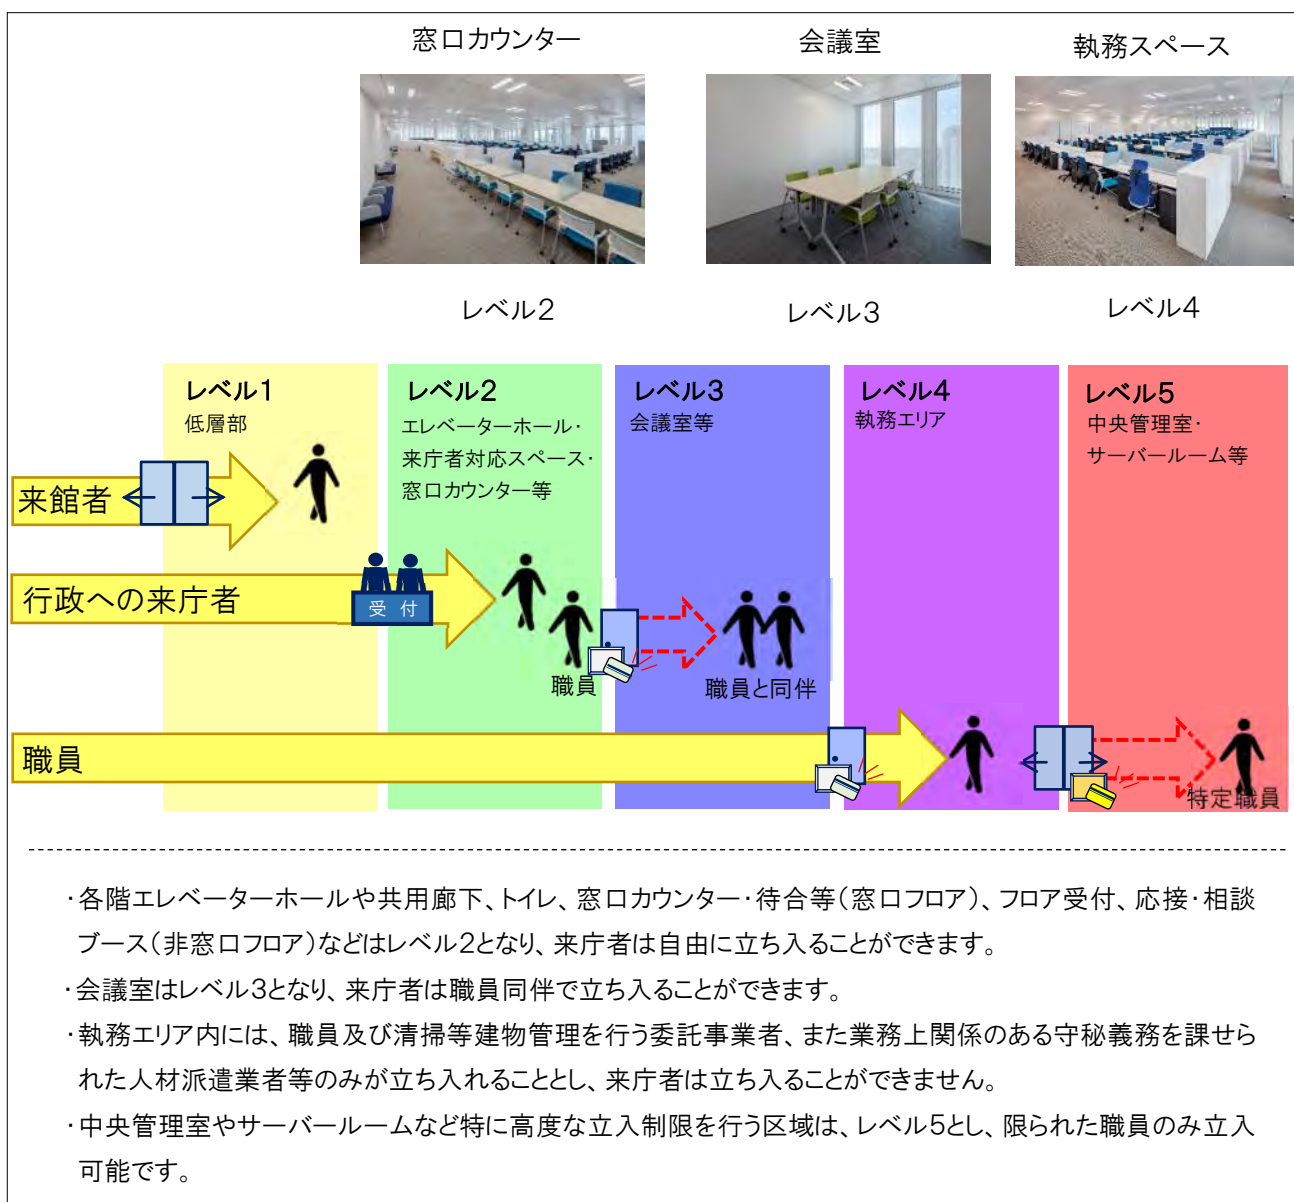 窓口カウンター
会議室
執務スペース
レベル2
レベル3
レベル4
レベル1
低層部
レベル2
エレベーターホール・
来庁者対応スペース・
窓口カウンター等
レベル3
会議室等
レベル4
執務エリア
レベル5
中央管理室・
サーバールーム等
来館者
行政への来庁者
受 付
職員
職員と同伴
職員
特定職員
・各階エレベーターホールや共用廊下、トイレ、窓口カウンター・待合等（窓口フロア）、フロア受付、応接・相談
ブース（非窓口フロア）などはレベル2となり、来庁者は自由に立ち入ることができます。
・会議室はレベル3となり、来庁者は職員同伴で立ち入ることができます。
・執務エリア内には、職員及び清掃等建物管理を行う委託事業者、また業務上関係のある守秘義務を課せら
れた人材派遣業者等のみが立ち入れることとし、来庁者は立ち入ることができません。
・中央管理室やサーバールームなど特に高度な立入制限を行う区域は、レベル5とし、限られた職員のみ立入
可能です。